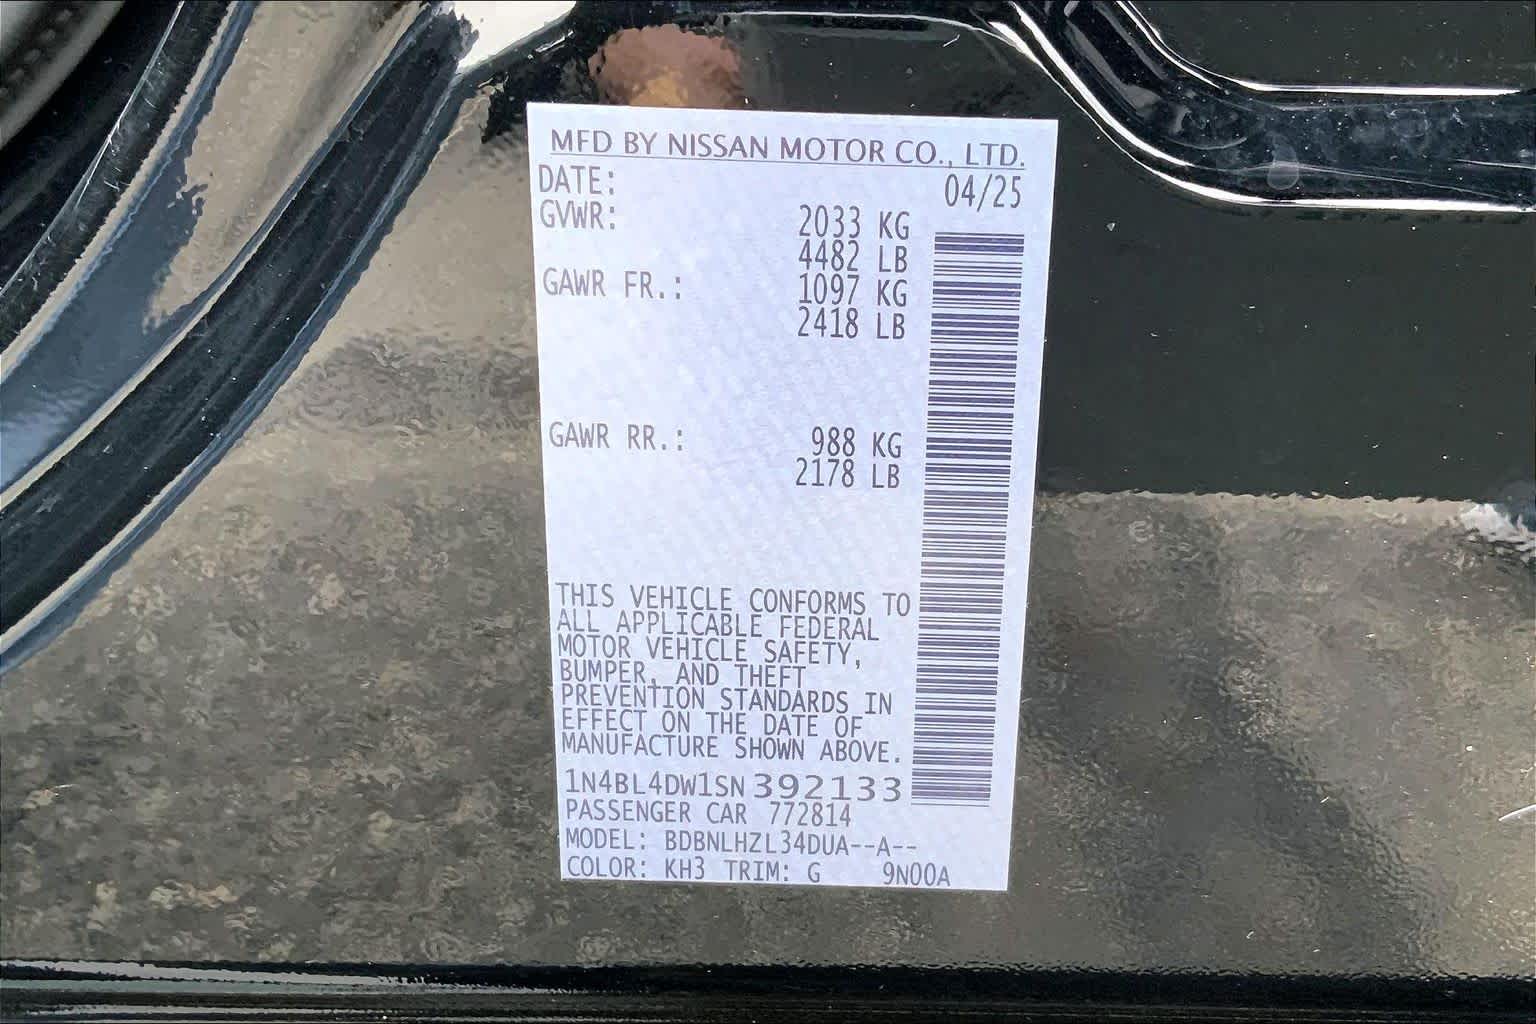 MFD BY NISSAN MOTOR CO., LTD.
DATE: 04/25
GVWR: 2033 KG
4482 LB
GAWR FR.: 1097 KG
2418 LB
GAWR RR.: 988 KG
2178 LB
THIS VEHICLE CONFORMS TO
ALL APPLICABLE FEDERAL
MOTOR VEHICLE SAFETY,
BUMPER, AND THEFT
PREVENTION STANDARDS IN
EFFECT ON THE DATE OF
MANUFACTURE SHOWN ABOVE.
1N4BL4DW1SN392133
PASSENGER CAR 772814
MODEL: BDBNLHZL34DUA--A--
COLOR: KH3 TRIM: G 9N00A